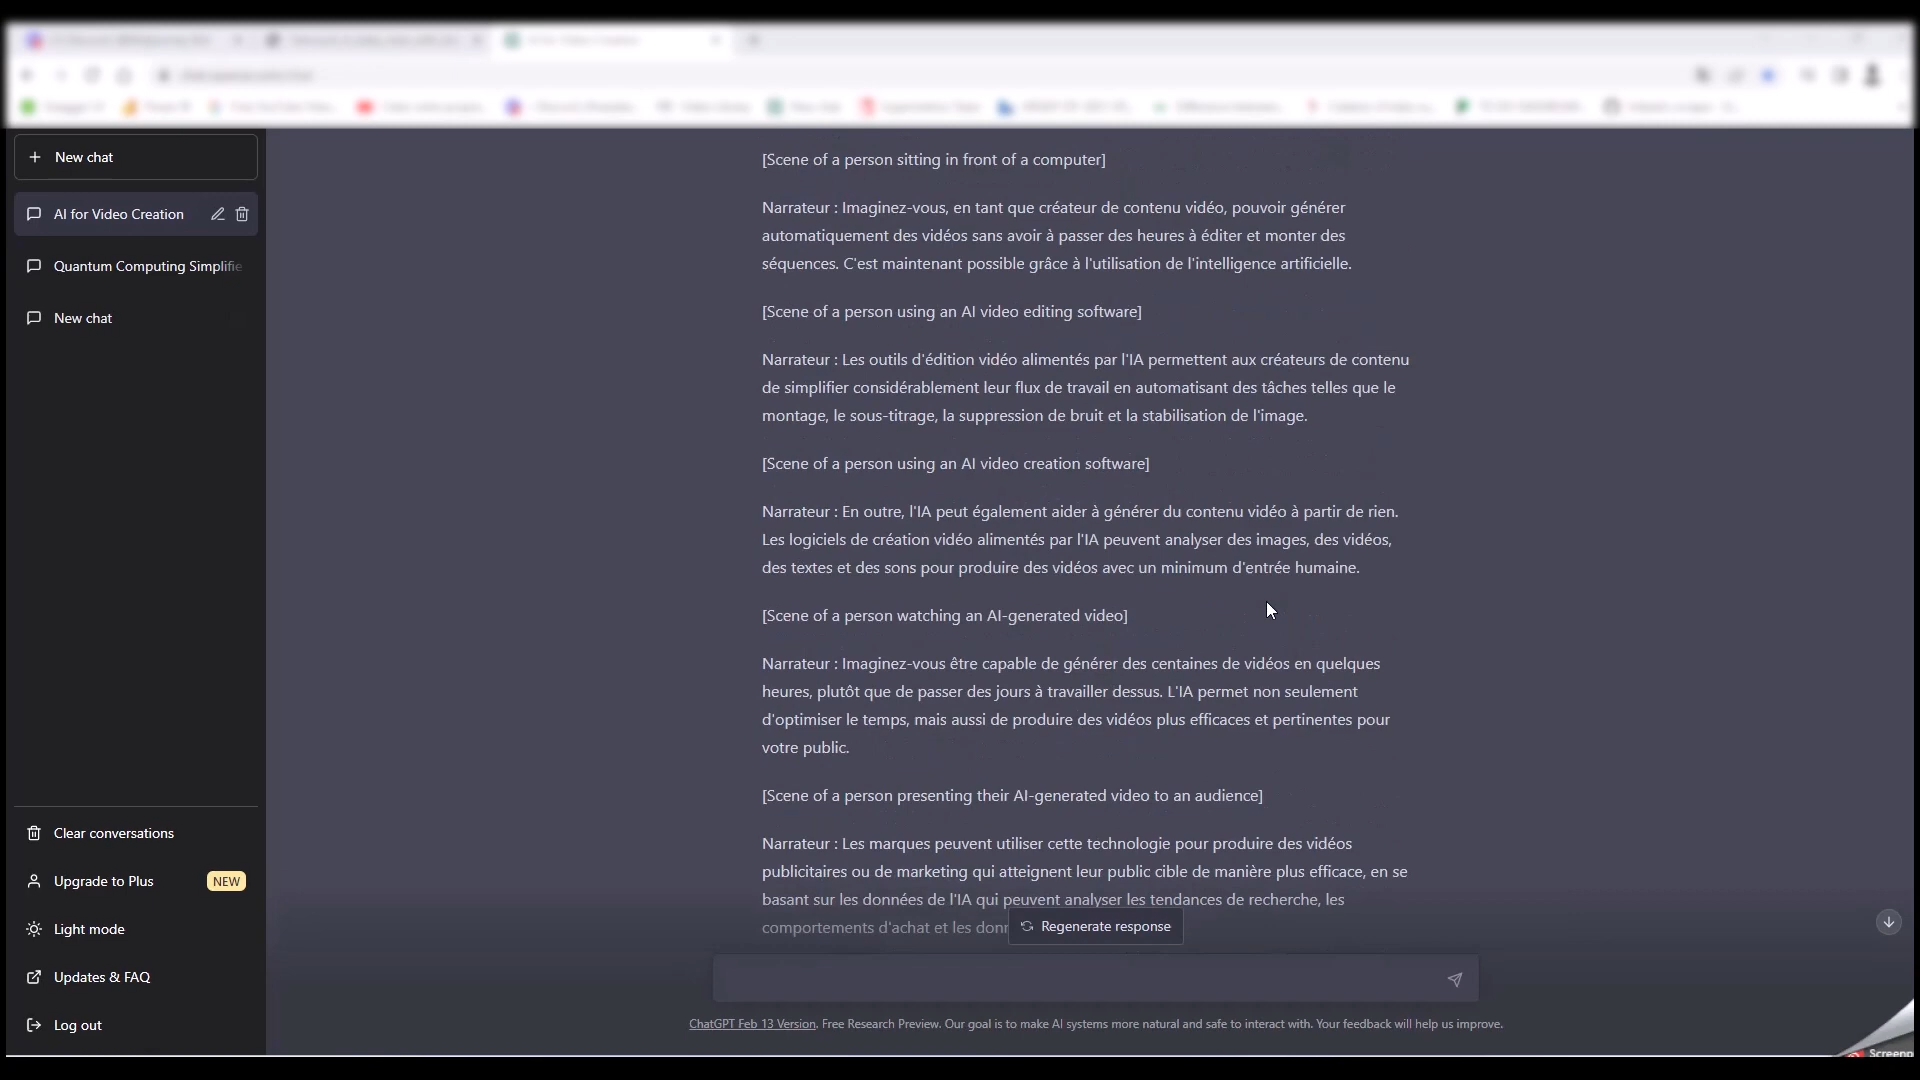 New chat
AI for Video Creation
Quantum Computing Simplifie
New chat
Clear conversations
Upgrade to Plus NEW
Light mode
Updates & FAQ
Log out
[Scene of a person sitting in front of a computer]
Narrateur : Imaginez-vous, en tant que créateur de contenu vidéo, pouvoir générer
automatiquement des vidéos sans avoir à passer des heures à éditer et monter des
séquences. C'est maintenant possible grâce à l'utilisation de l'intelligence artificielle.
[Scene of a person using an AI video editing software]
Narrateur : Les outils d'édition vidéo alimentés par l'IA permettent aux créateurs de contenu
de simplifier considérablement leur flux de travail en automatisant des tâches telles que le
montage, le sous-titrage, la suppression de bruit et la stabilisation de l'image.
[Scene of a person using an AI video creation software]
Narrateur : En outre, l'IA peut également aider à générer du contenu vidéo à partir de rien.
Les logiciels de création vidéo alimentés par l'IA peuvent analyser des images, des vidéos,
des textes et des sons pour produire des vidéos avec un minimum d'entrée humaine.
[Scene of a person watching an AI-generated video]
Narrateur : Imaginez-vous être capable de générer des centaines de vidéos en quelques
heures, plutôt que de passer des jours à travailler dessus. L'IA permet non seulement
d'optimiser le temps, mais aussi de produire des vidéos plus efficaces et pertinentes pour
votre public.
[Scene of a person presenting their AI-generated video to an audience]
Narrateur : Les marques peuvent utiliser cette technologie pour produire des vidéos
publicitaires ou de marketing qui atteignent leur public cible de manière plus efficace, en se
basant sur les données de l'IA qui peuvent analyser les tendances de recherche, les
comportements d'achat et les donn
Regenerate response
ChatGPT Feb 13 Version. Free Research Preview. Our goal is to make AI systems more natural and safe to interact with. Your feedback will help us improve.
Screenp